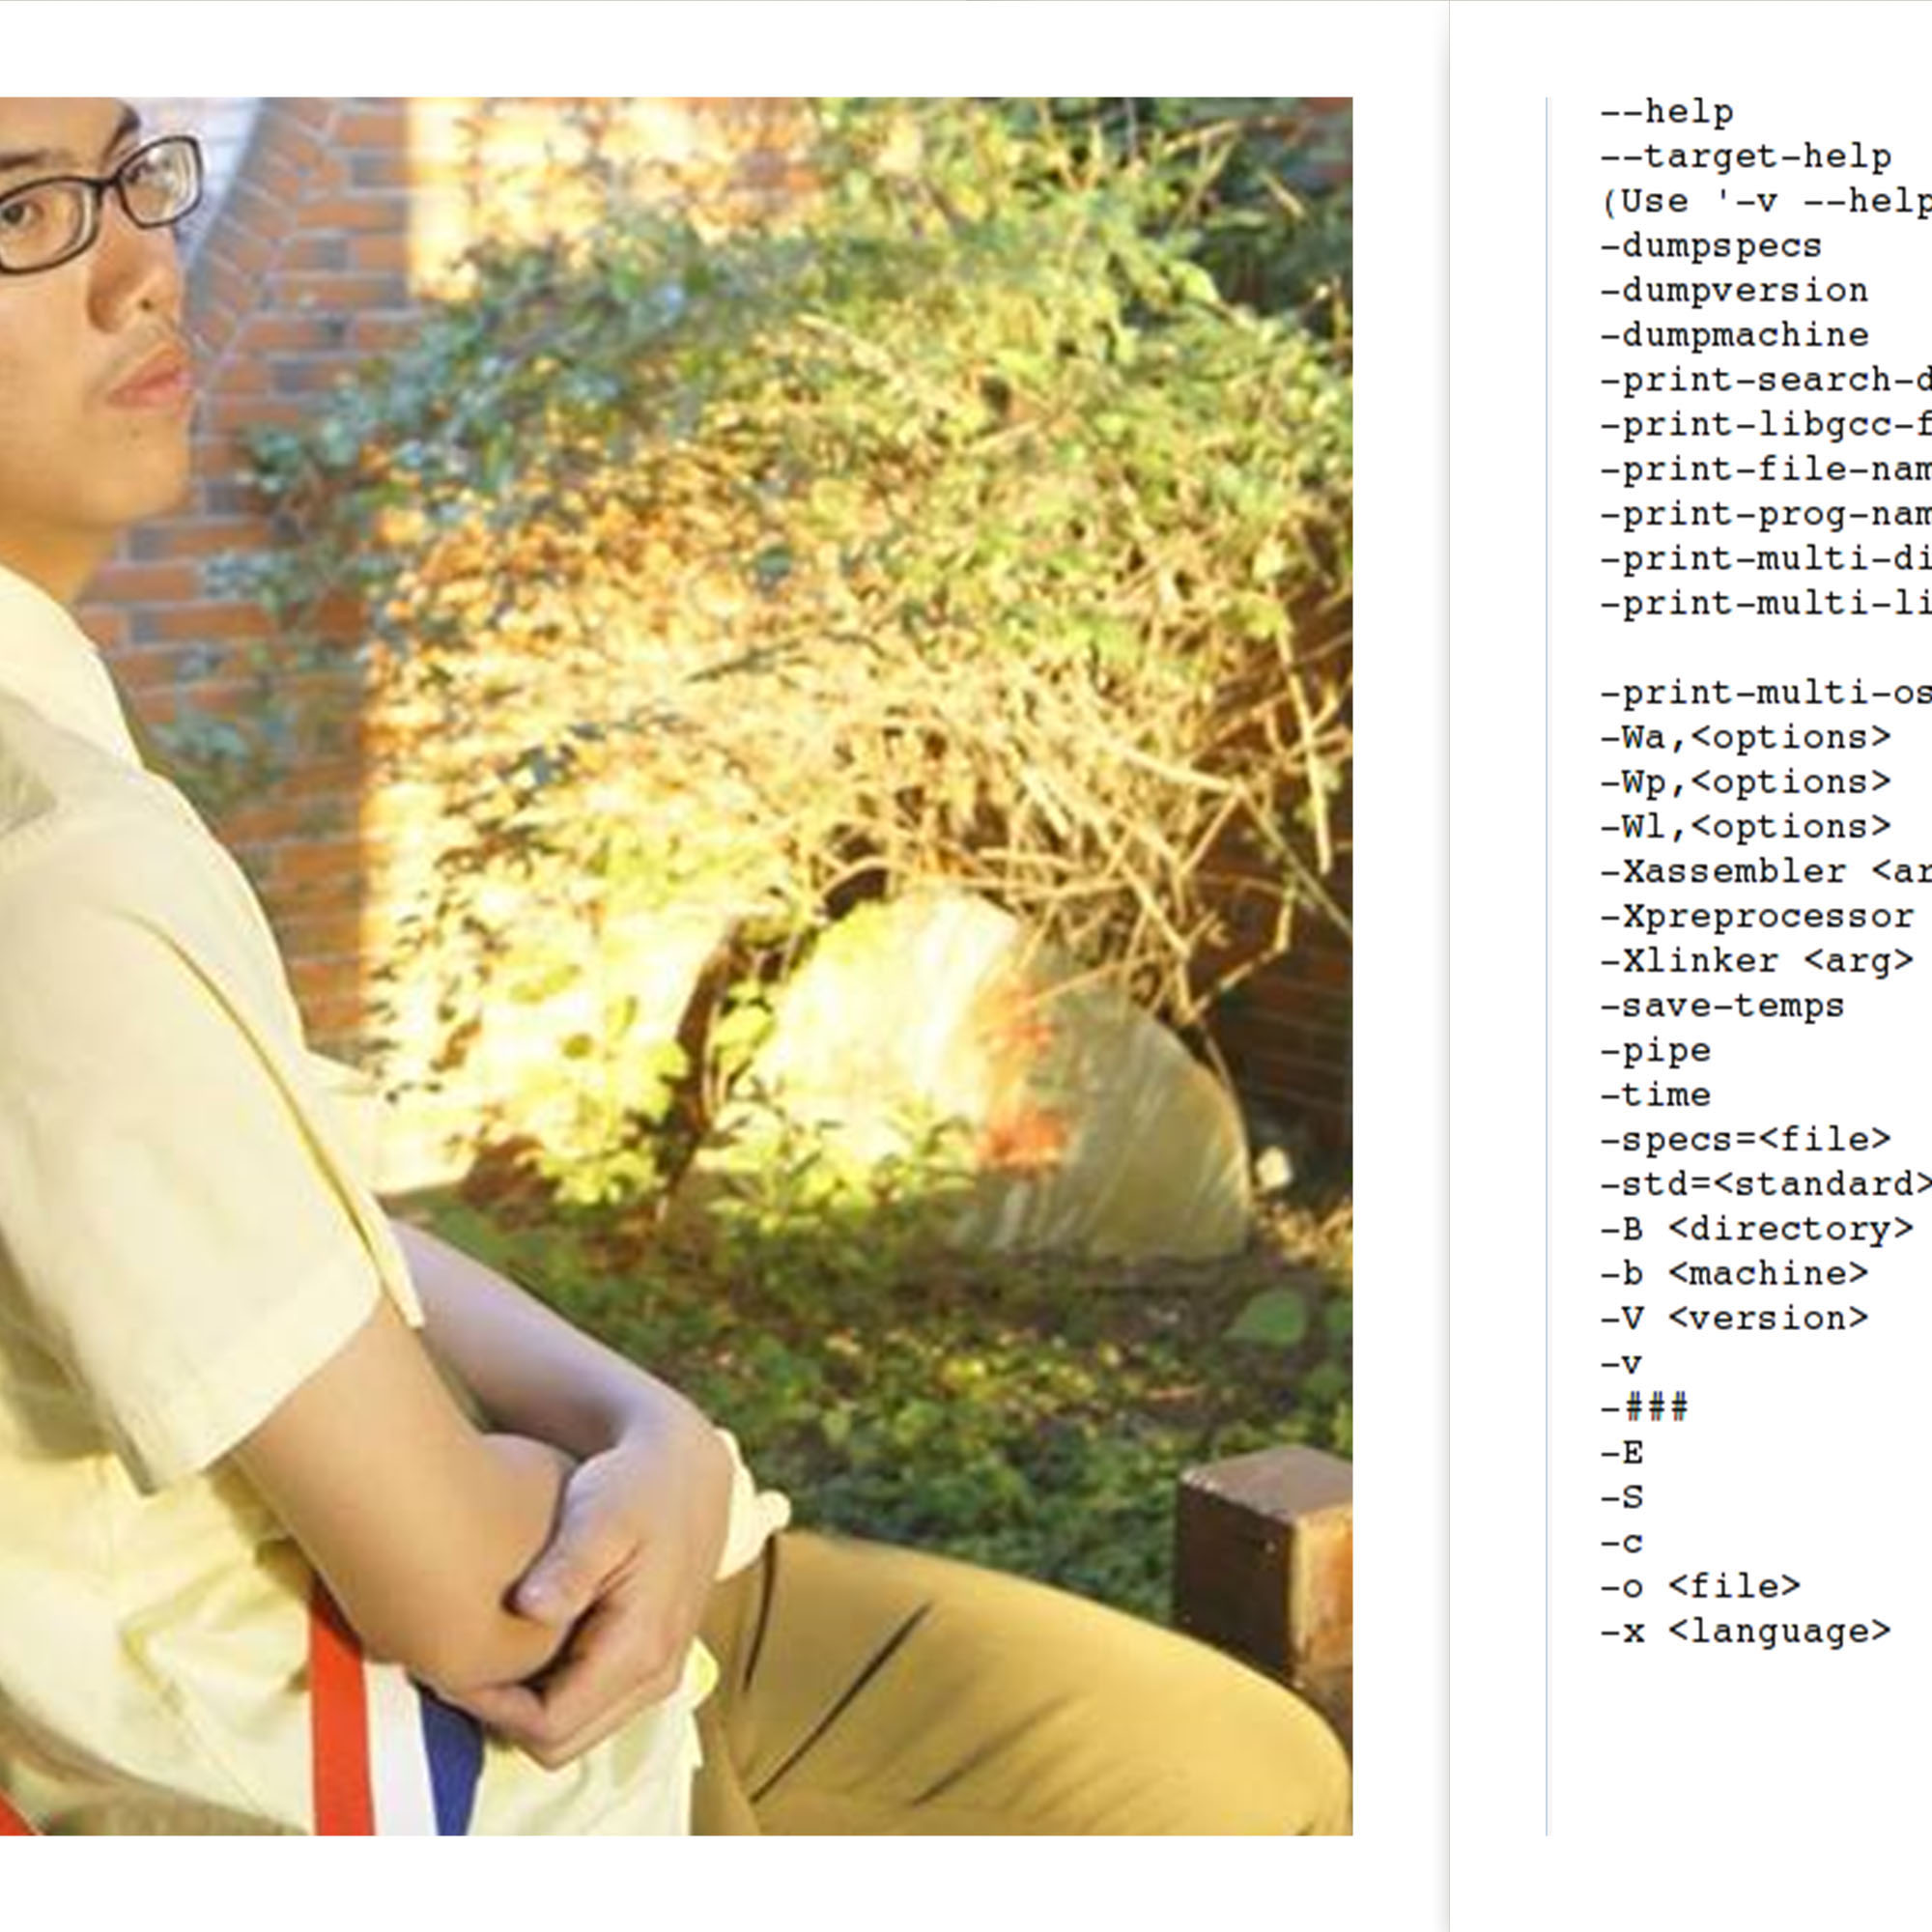 --help
--target-help
(Use '-v --help
-dumpspecs
-dumpversion
-dumpmachine
-print-search-d
-print-libgcc-f
-print-file-nam
-print-prog-nam
-print-multi-di
-print-multi-li
-print-multi-os
-Wa,<options>
-Wp,<options>
-Wl,<options>
-Xassembler <ar
-Xpreprocessor
-Xlinker <arg>
-save-temps
-pipe
-time
-specs=<file>
-std=<standard>
-B <directory>
-b <machine>
-V <version>
-v
-###
-E
-S
-c
-o <file>
-x <language>